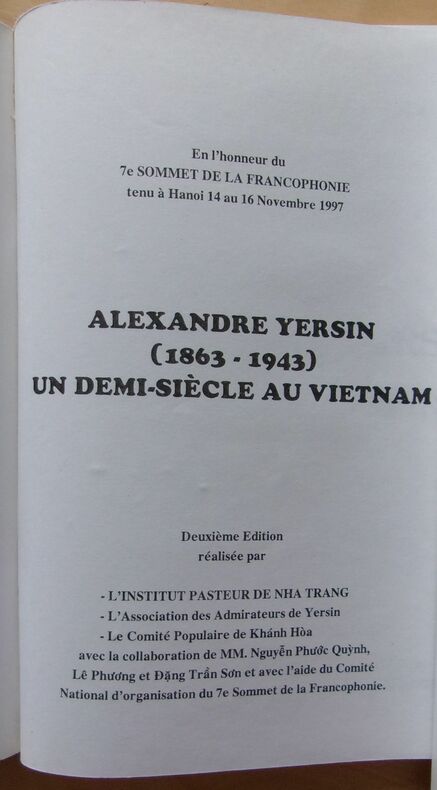 En l'honneur du
7e SOMMET DE LA FRANCOPHONIE
tenu à Hanoi 14 au 16 Novembre 1997
ALEXANDRE YERSIN
(1863 - 1943)
UN DEMI-SIÈCLE AU VIETNAM
Deuxième Edition
réalisée par
- L'INSTITUT PASTEUR DE NHA TRANG
- L'Association des Admirateurs de Yersin
- Le Comité Populaire de Khánh Hòa
avec la collaboration de MM. Nguyễn Phước Quỳnh,
Lê Phương et Đặng Trần Sơn et avec l'aide du Comité
National d'organisation du 7e Sommet de la Francophonie.